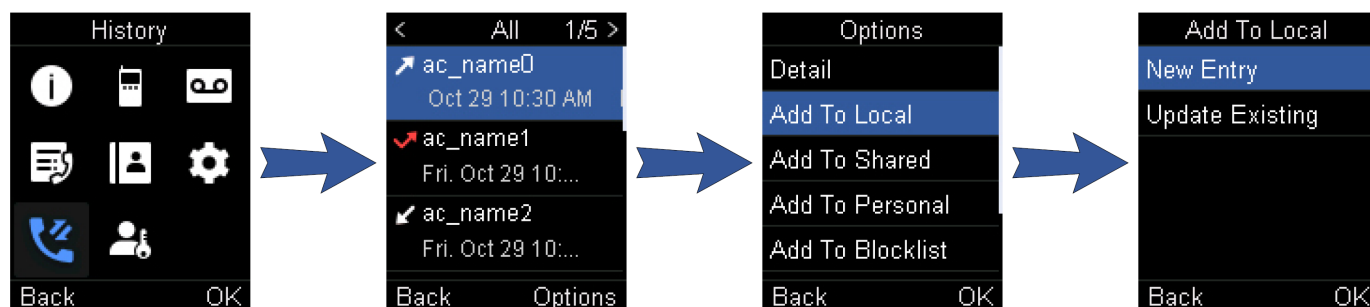 History
Back OK
< All 1/5 >
ac_name0
Oct 29 10:30 AM
ac_name1
Fri. Oct 29 10:...
ac_name2
Fri. Oct 29 10:...
Back Options
Options
Detail
Add To Local
Add To Shared
Add To Personal
Add To Blocklist
Back OK
Add To Local
New Entry
Update Existing
Back OK